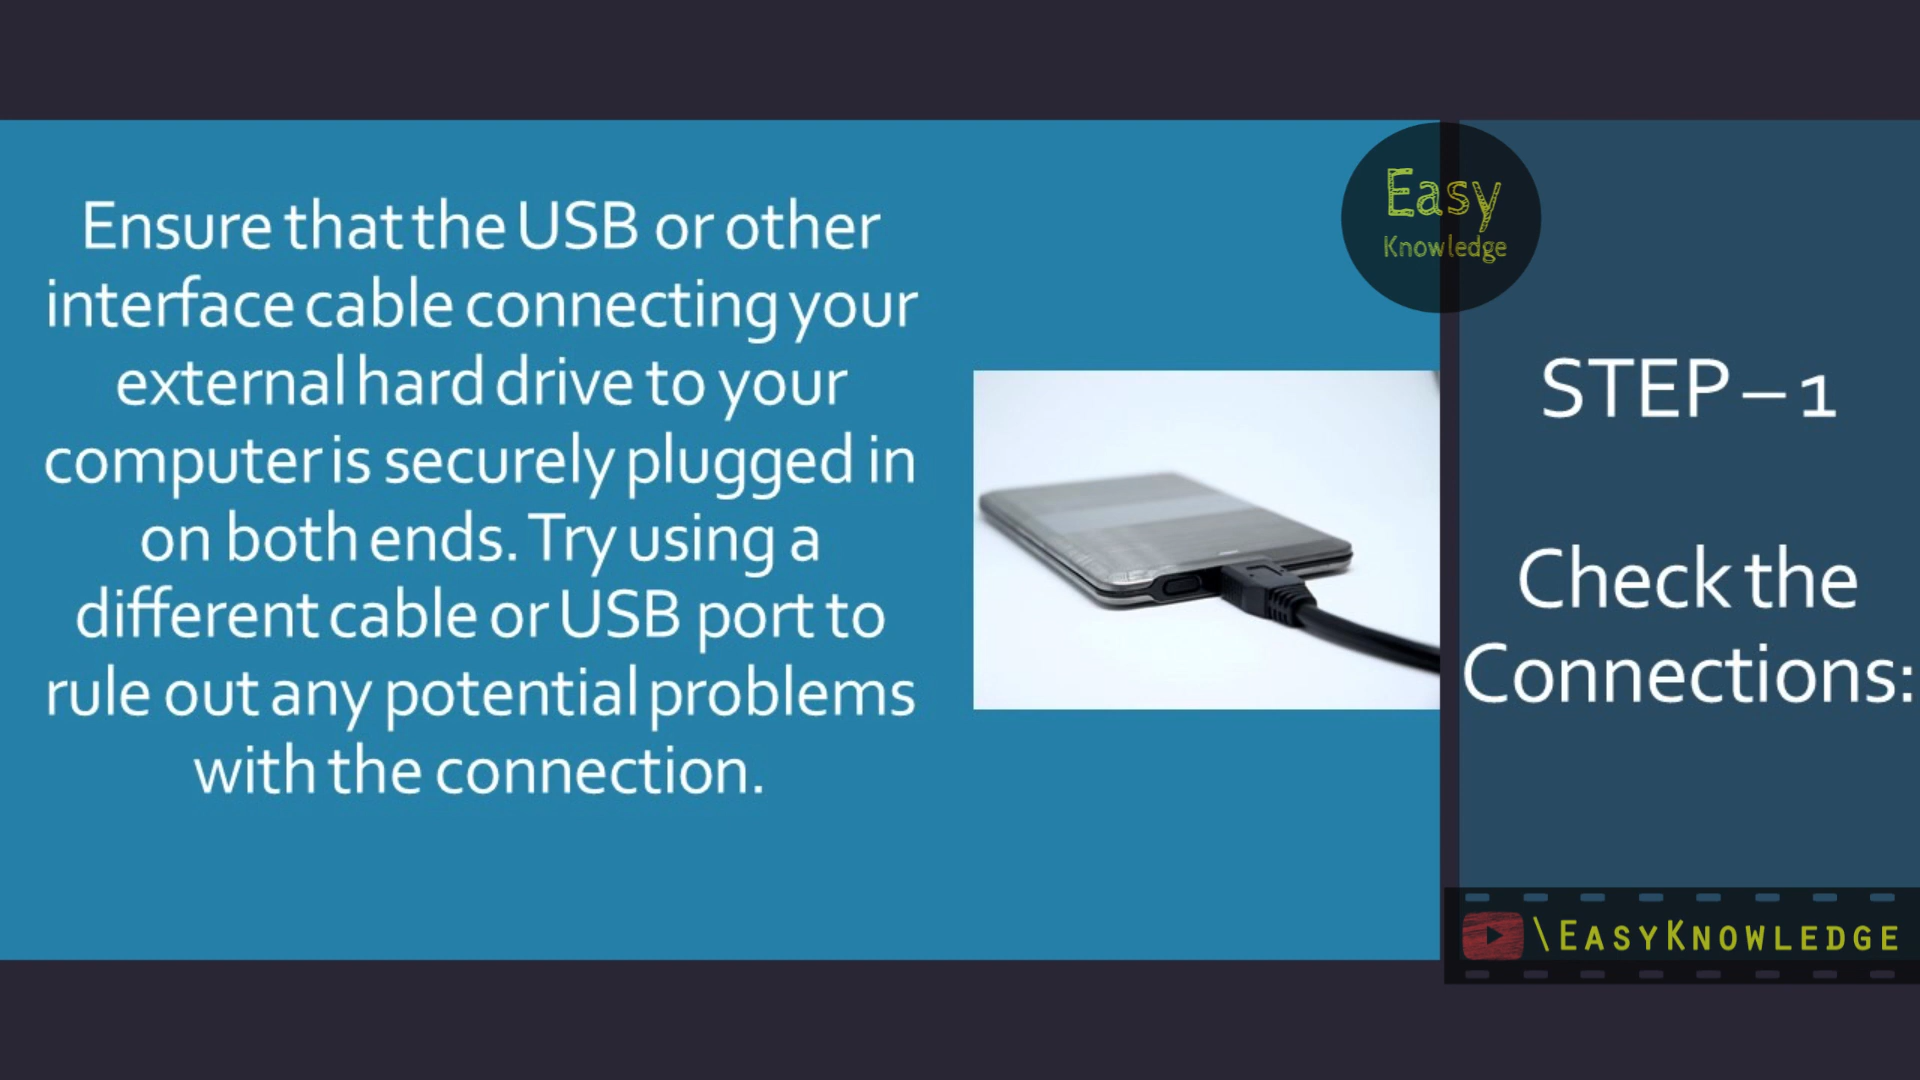 Ensure that the USB or other
interface cable connecting your
external hard drive to your
computer is securely plugged in
on both ends. Try using a
different cable or USB port to
rule out any potential problems
with the connection.
Easy
Knowledge
STEP – 1
Check the
Connections:
\EASYKNOWLEDGE